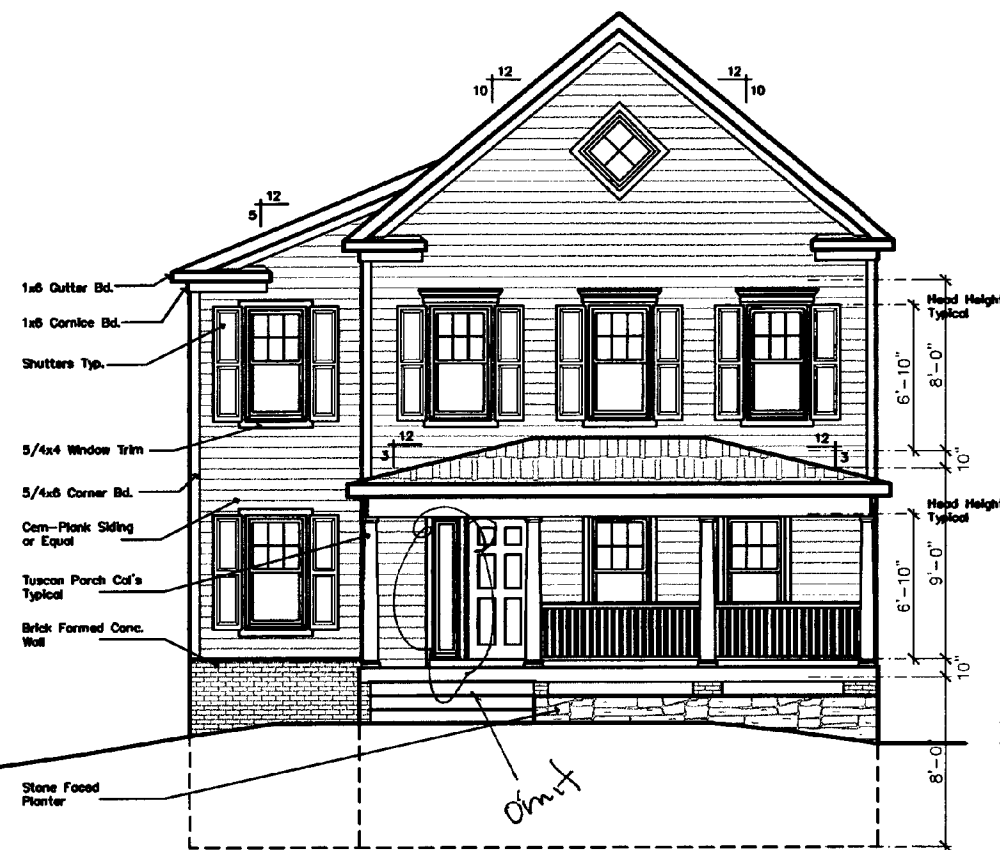 12
10
12
10
12
5
1x6 Gutter Bd.
1x6 Cornice Bd.
Shutters Typ.
5/4x4 Window Trim
5/4x6 Corner Bd.
Cem-Plank Siding
or Equal
Tuscan Porch Col's
Typical
Brick Formed Conc.
Wall
Stone Faced
Planter
12
3
12
3
Head Height
Typical
6'-10"
8'-0"
10"
Head Height
Typical
6'-10"
9'-0"
10"
8'-0
omit